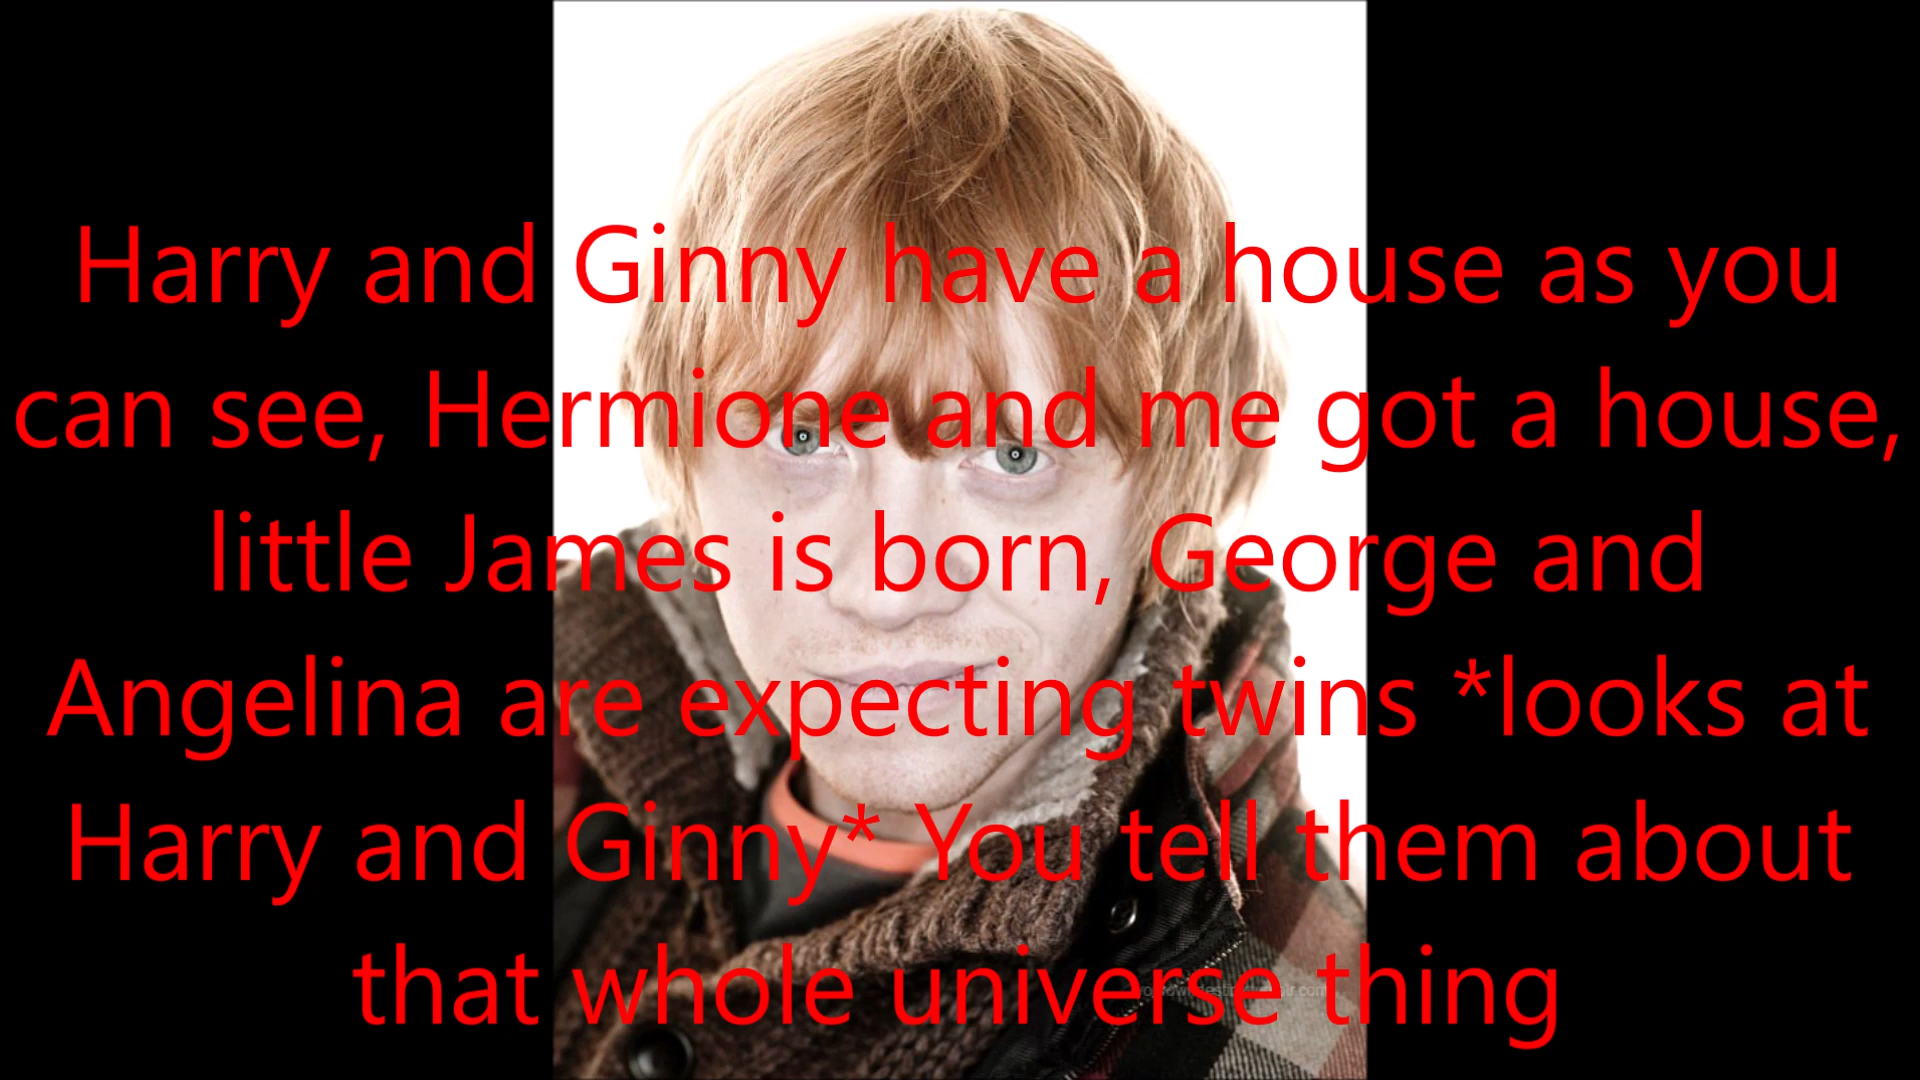 Harry and Ginny have a house as you
can see, Hermione and me got a house,
little James is born, George and
Angelina are expecting twins *looks at
Harry and Ginny* You tell them about
that whole universe thing